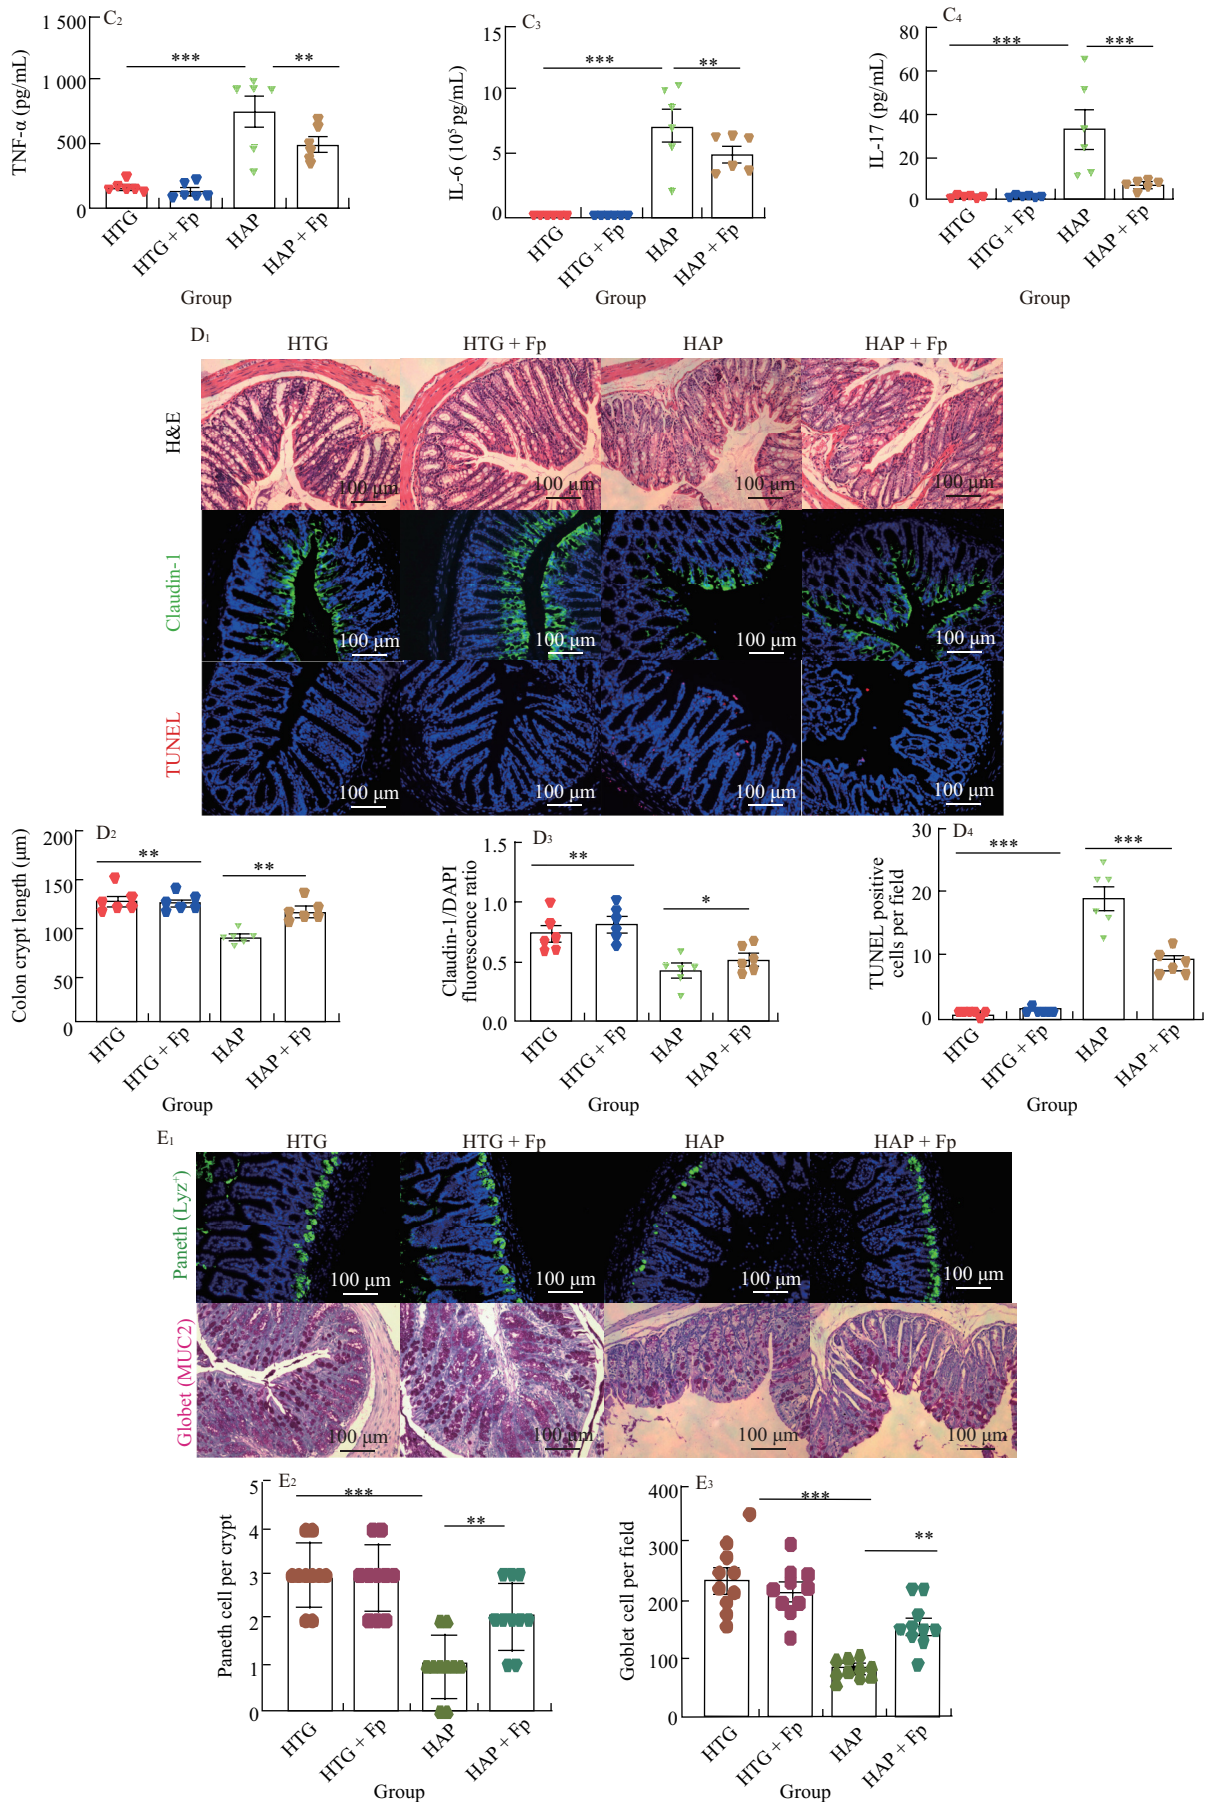 C2
TNF-α (pg/mL)
1 500
1 000
500
0
***
**
HTG
HTG + Fp
HAP
HAP + Fp
Group
C3
IL-6 (10⁵ pg/mL)
15
10
5
0
***
**
HTG
HTG + Fp
HAP
HAP + Fp
Group
C4
IL-17 (pg/mL)
80
60
40
20
0
***
***
HTG
HTG + Fp
HAP
HAP + Fp
Group
D1
HTG
HTG + Fp
HAP
HAP + Fp
H&E
100 μm
100 μm
100 μm
100 μm
Claudin-1
100 μm
100 μm
100 μm
100 μm
TUNEL
100 μm
100 μm
100 μm
100 μm
D2
Colon crypt length (μm)
200
150
100
50
0
**
**
HTG
HTG + Fp
HAP
HAP + Fp
Group
D3
Claudin-1/DAPI
fluorescence ratio
1.5
1.0
0.5
0.0
**
*
HTG
HTG + Fp
HAP
HAP + Fp
Group
D4
TUNEL positive
cells per field
30
20
10
0
***
***
HTG
HTG + Fp
HAP
HAP + Fp
Group
E1
HTG
HTG + Fp
HAP
HAP + Fp
Paneth (Lyz⁺)
100 μm
100 μm
100 μm
100 μm
Globet (MUC2)
100 μm
100 μm
100 μm
100 μm
E2
Paneth cell per crypt
5
4
3
2
1
0
***
**
HTG
HTG + Fp
HAP
HAP + Fp
Group
E3
Goblet cell per field
400
300
200
100
0
***
**
HTG
HTG + Fp
HAP
HAP + Fp
Group